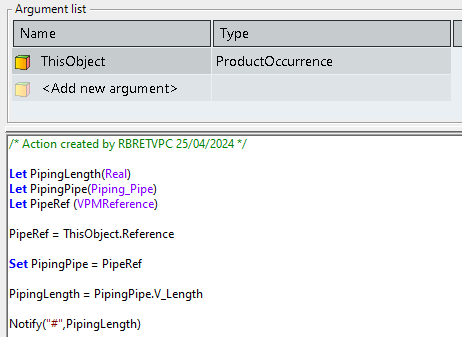 Argument list
Name Type
ThisObject ProductOccurrence
<Add new argument>
/* Action created by RBRETVPC 25/04/2024 */
Let PipingLength(Real)
Let PipingPipe(Piping_Pipe)
Let PipeRef (VPMReference)
PipeRef = ThisObject.Reference
Set PipingPipe = PipeRef
PipingLength = PipingPipe.V_Length
Notify("#",PipingLength)